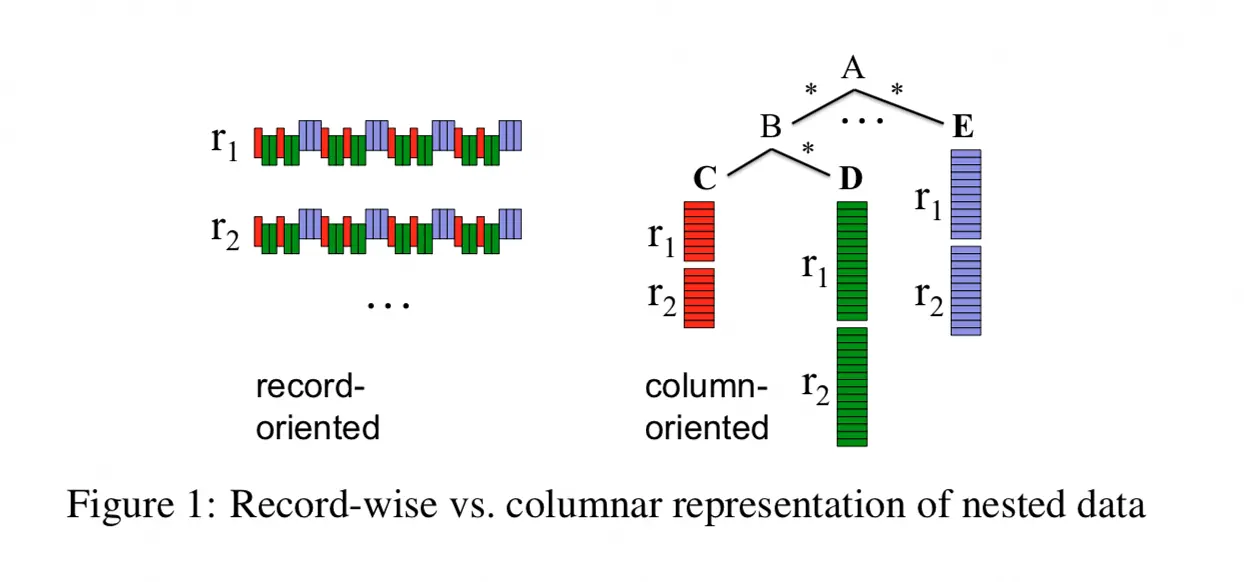 A
* *
B ... E
*
C D
r1
r2
...
r1
r2
r1
r2
r1
r2
record-
oriented
column-
oriented
Figure 1: Record-wise vs. columnar representation of nested data